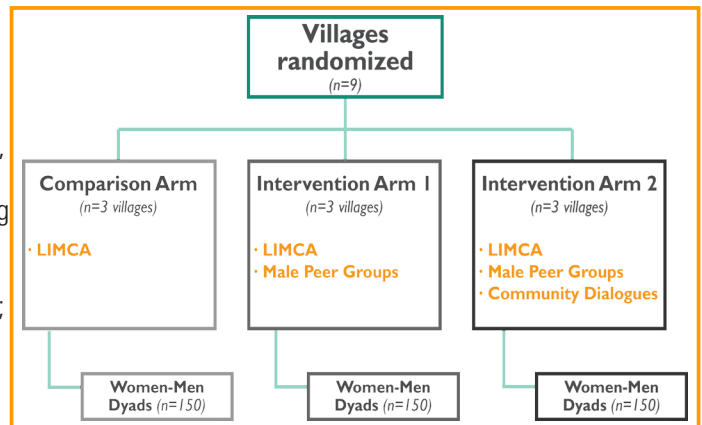 Villages
randomized
(n=9)
,
g
;
Comparison Arm
(n=3 villages)
· LIMCA
Intervention Arm 1
(n=3 villages)
· LIMCA
· Male Peer Groups
Intervention Arm 2
(n=3 villages)
· LIMCA
· Male Peer Groups
· Community Dialogues
Women-Men
Dyads (n=150)
Women-Men
Dyads (n=150)
Women-Men
Dyads (n=150)